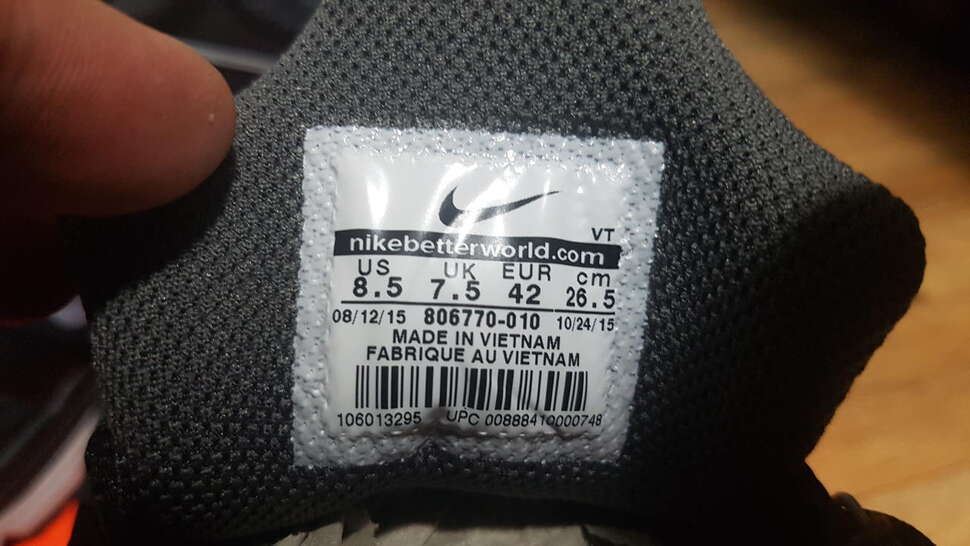 VT
nikebetterworld.com
US UK EUR cm
8.5 7.5 42 26.5
08/12/15 806770-010 10/24/15
MADE IN VIETNAM
FABRIQUE AU VIETNAM
106013295 UPC 00888410000748